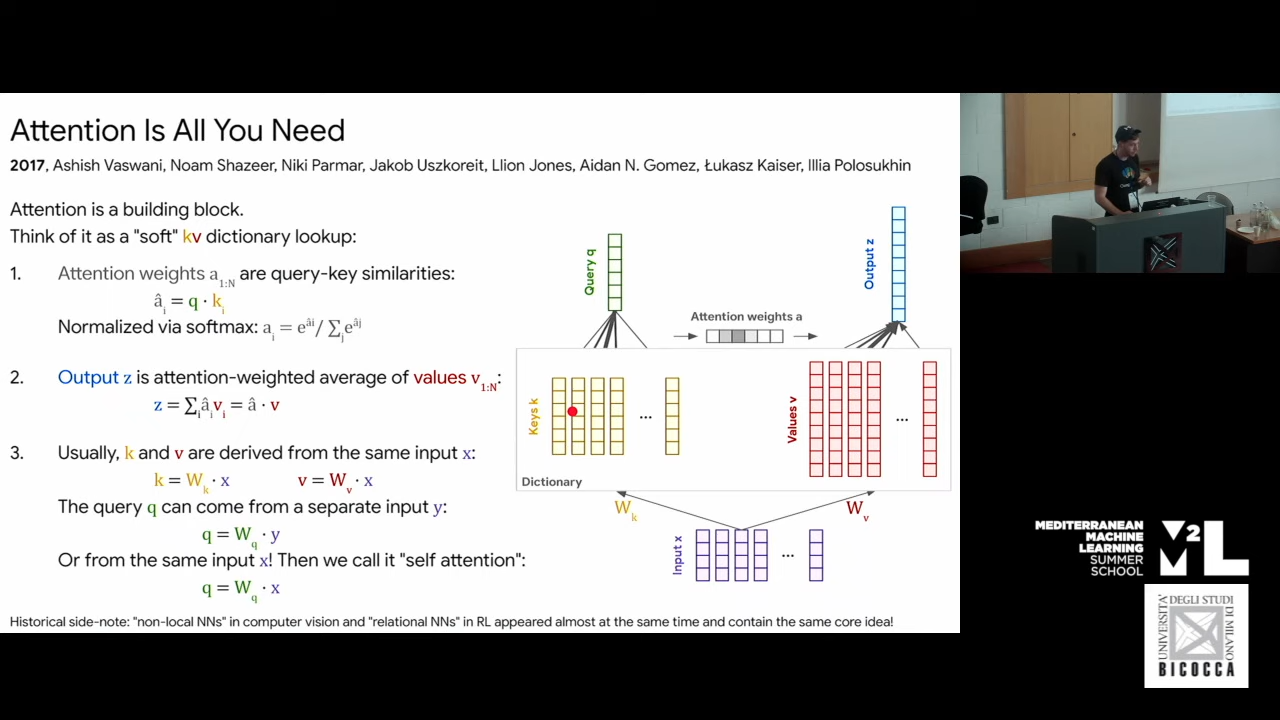 Attention Is All You Need
2017, Ashish Vaswani, Noam Shazeer, Niki Parmar, Jakob Uszkoreit, Llion Jones, Aidan N. Gomez, Łukasz Kaiser, Illia Polosukhin
Attention is a building block.
Think of it as a "soft" kv dictionary lookup:
1. Attention weights a_1:N are query-key similarities:
â_i = q · k_i
Normalized via softmax: a_i = e^âi / ∑_j e^âj
2. Output z is attention-weighted average of values v_1:N:
z = ∑_i â_i v_i = â · v
3. Usually, k and v are derived from the same input x:
k = W_k · x v = W_v · x
The query q can come from a separate input y:
q = W_q · y
Or from the same input x! Then we call it "self attention":
q = W_q · x
Historical side-note: "non-local NNs" in computer vision and "relational NNs" in RL appeared almost at the same time and contain the same core idea!
Query q
Output z
Attention weights a
Keys k
...
Values v
...
Dictionary
W_k
W_v
Input x
...
MEDITERRANEAN
MACHINE
LEARNING
SUMMER
SCHOOL
M2L
UNIVERSITA'
DEGLI STUDI
DI MILANO
BICOCCA